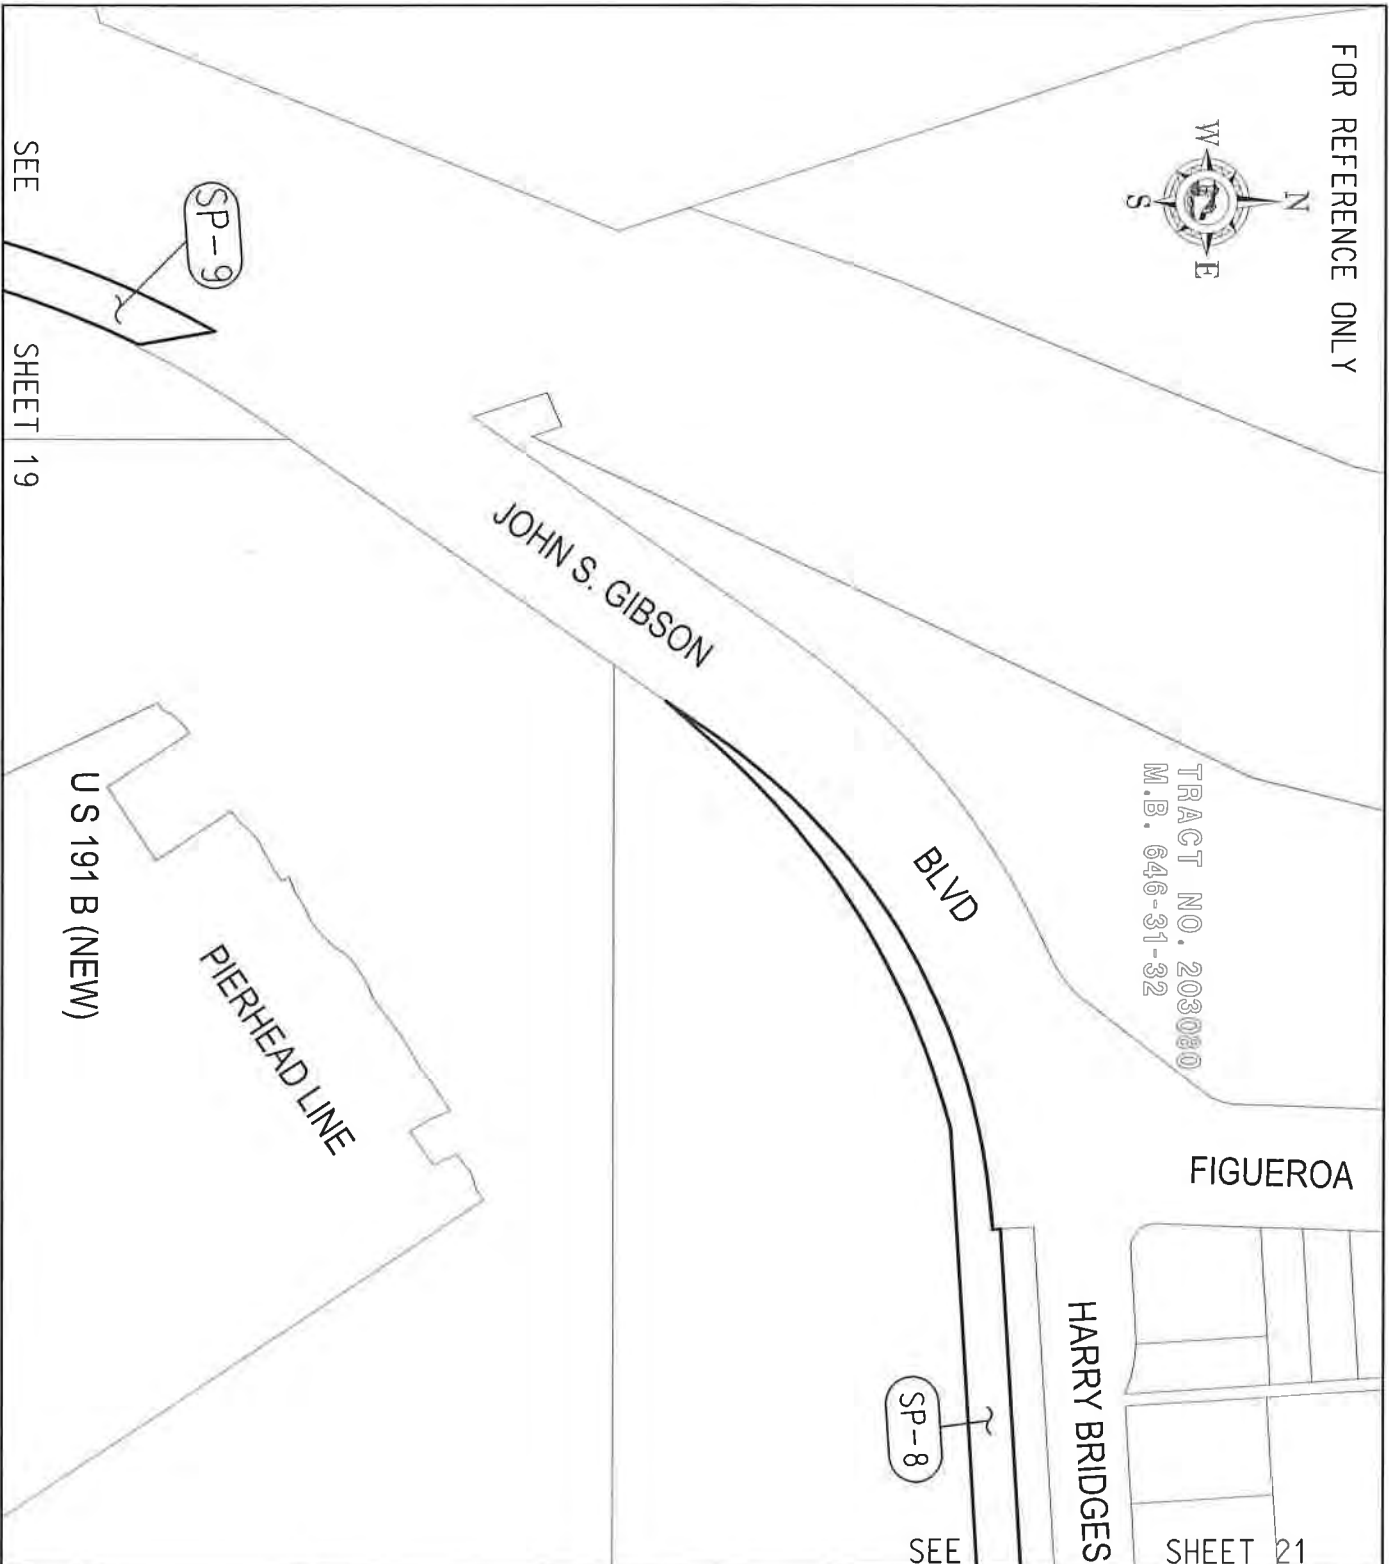 FOR REFERENCE ONLY
N
W
E
S
SP-9
SEE SHEET 19
JOHN S. GIBSON
BLVD
TRACT NO. 203080
M.B. 646-31-32
FIGUEROA
HARRY BRIDGES
U S 191 B (NEW)
PIERHEAD LINE
SP-8
SEE SHEET 21